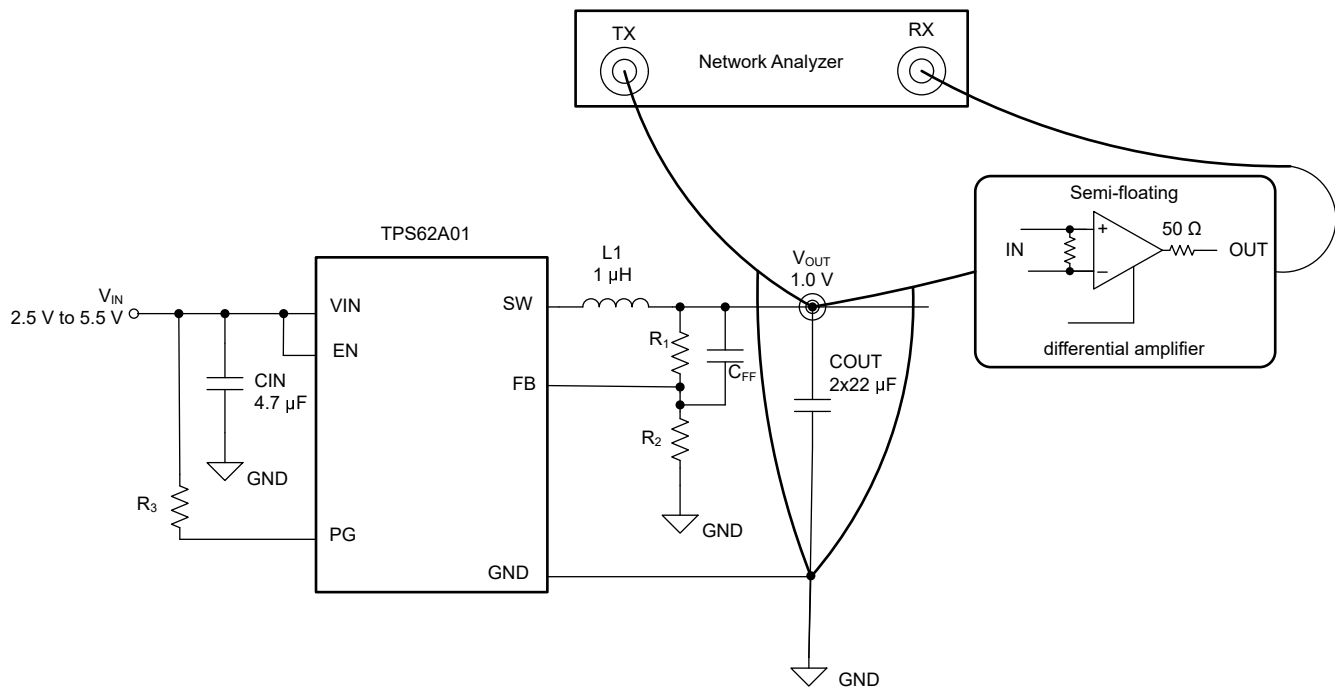 TX
RX
Network Analyzer
Semi-floating
50 Ω
+
IN
OUT
−
differential amplifier
TPS62A01
L1
1 µH
VOUT
1.0 V
VIN
2.5 V to 5.5 V
VIN
SW
EN
R1
CFF
FB
CIN
4.7 µF
COUT
2x22 µF
R2
GND
R3
GND
PG
GND
GND